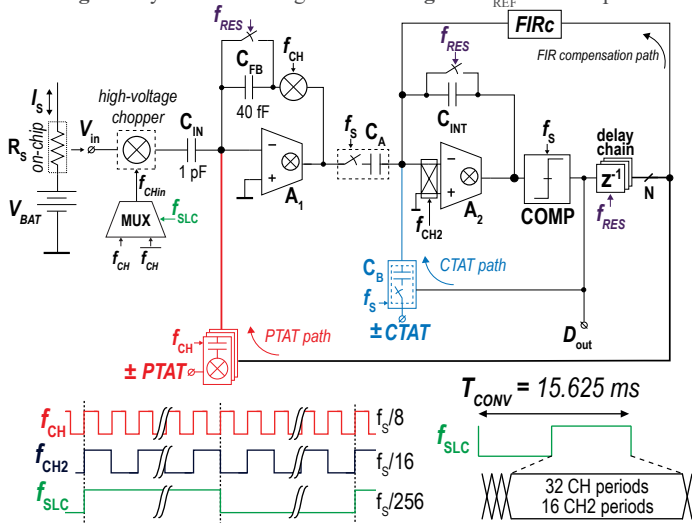 FIRc
FIR compensation path
f_RES
C_FB
f_CH
40 fF
f_RES
C_INT
I_S
high-voltage
chopper
V_in
C_IN
1 pF
f_S
C_A
R_S
on-chip
A_1
A_2
f_S
COMP
delay
chain
z⁻¹
N
f_RES
f_CHin
MUX
f_SLC
f_CH
f_CH
V_BAT
f_CH2
C_B
CTAT path
f_S
±CTAT
D_out
PTAT path
f_CH
± PTAT
T_CONV = 15.625 ms
f_CH
f_S/8
f_CH2
f_S/16
f_SLC
f_S/256
f_SLC
32 CH periods
16 CH2 periods